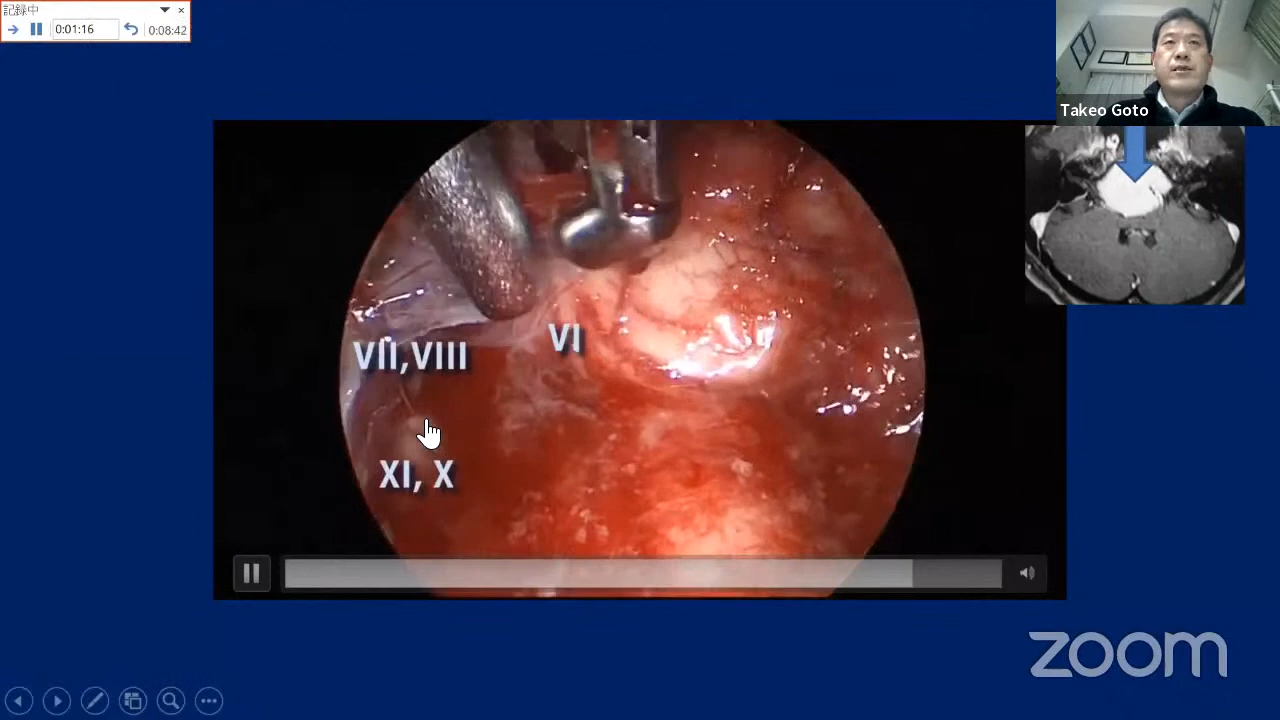 記録中
0:01:16
0:08:42
Takeo Goto
VI
VII,VIII
XI, X
zoom